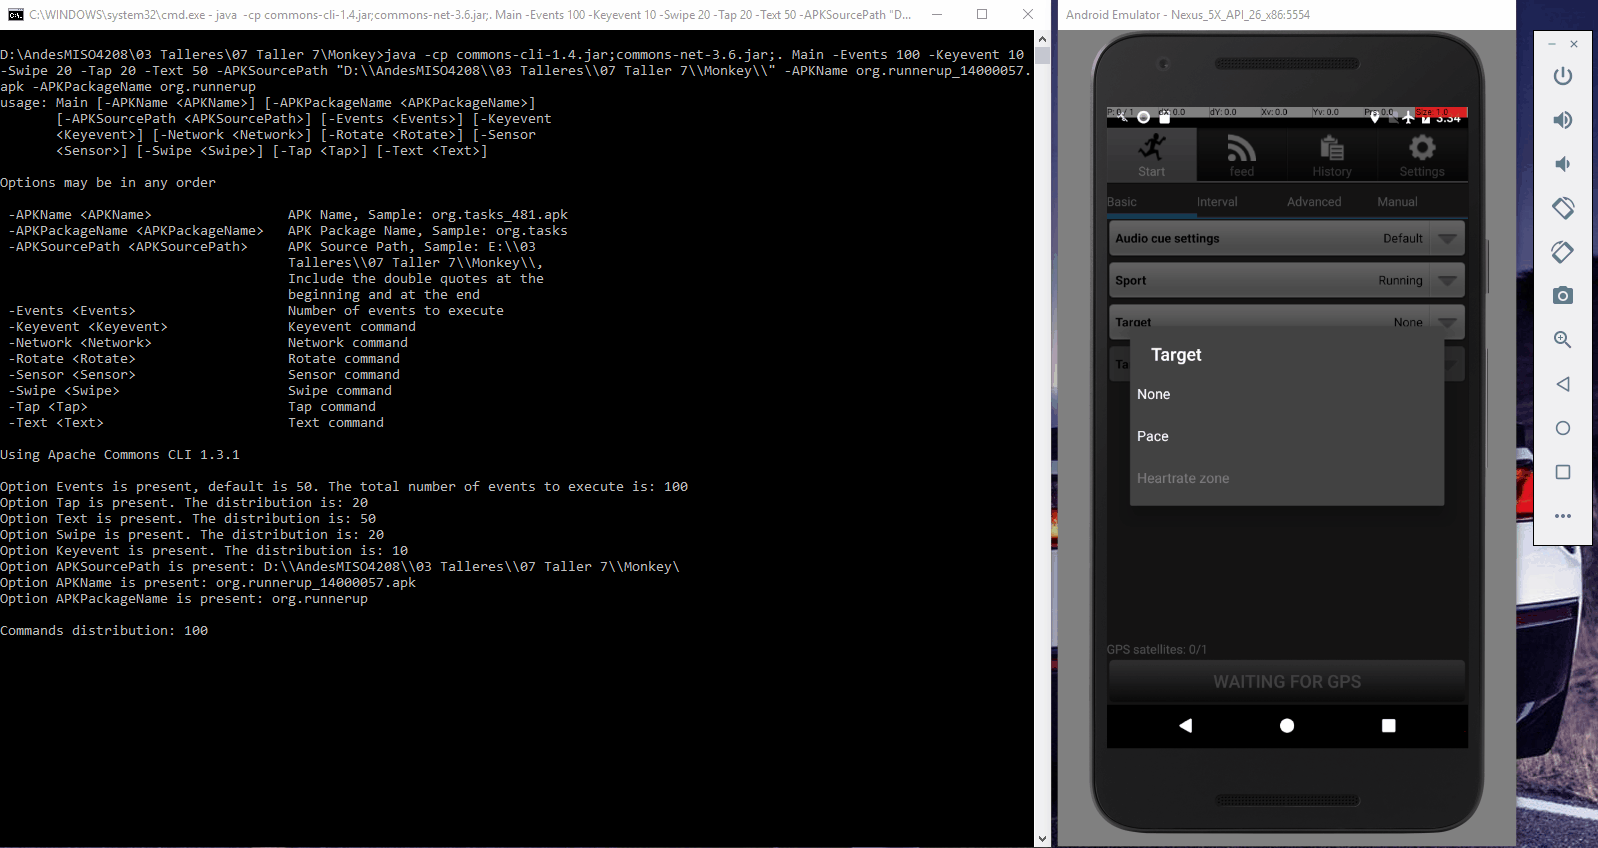 C:\WINDOWS\system32\cmd.exe - java -cp commons-cli-1.4.jar;commons-net-3.6.jar;. Main -Events 100 -Keyevent 10 -Swipe 20 -Tap 20 -Text 50 -APKSourcePath "D...
D:\AndesMISO4208\03 Talleres\07 Taller 7\Monkey>java -cp commons-cli-1.4.jar;commons-net-3.6.jar;. Main -Events 100 -Keyevent 10
-Swipe 20 -Tap 20 -Text 50 -APKSourcePath "D:\\AndesMISO4208\\03 Talleres\\07 Taller 7\\Monkey\\" -APKName org.runnerup_14000057.
apk -APKPackageName org.runnerup
usage: Main [-APKName <APKName>] [-APKPackageName <APKPackageName>]
[-APKSourcePath <APKSourcePath>] [-Events <Events>] [-Keyevent
<Keyevent>] [-Network <Network>] [-Rotate <Rotate>] [-Sensor
<Sensor>] [-Swipe <Swipe>] [-Tap <Tap>] [-Text <Text>]
Options may be in any order
-APKName <APKName> APK Name, Sample: org.tasks_481.apk
-APKPackageName <APKPackageName> APK Package Name, Sample: org.tasks
-APKSourcePath <APKSourcePath> APK Source Path, Sample: E:\\03
Talleres\\07 Taller 7\\Monkey\\,
Include the double quotes at the
beginning and at the end
-Events <Events> Number of events to execute
-Keyevent <Keyevent> Keyevent command
-Network <Network> Network command
-Rotate <Rotate> Rotate command
-Sensor <Sensor> Sensor command
-Swipe <Swipe> Swipe command
-Tap <Tap> Tap command
-Text <Text> Text command
Using Apache Commons CLI 1.3.1
Option Events is present, default is 50. The total number of events to execute is: 100
Option Tap is present. The distribution is: 20
Option Text is present. The distribution is: 50
Option Swipe is present. The distribution is: 20
Option Keyevent is present. The distribution is: 10
Option APKSourcePath is present: D:\\AndesMISO4208\\03 Talleres\\07 Taller 7\\Monkey\
Option APKName is present: org.runnerup_14000057.apk
Option APKPackageName is present: org.runnerup
Commands distribution: 100
Android Emulator - Nexus_5X_API_26_x86:5554
P: 0 / 1 dX: 0.0 dY: 0.0 Xv: 0.0 Yv: 0.0 Prs: 0.0 Size: 1.0
3:34
Start feed History Settings
Basic Interval Advanced Manual
Audio cue settings Default
Sport Running
Target None
Target
None
Pace
Heartrate zone
GPS satellites: 0/1
WAITING FOR GPS